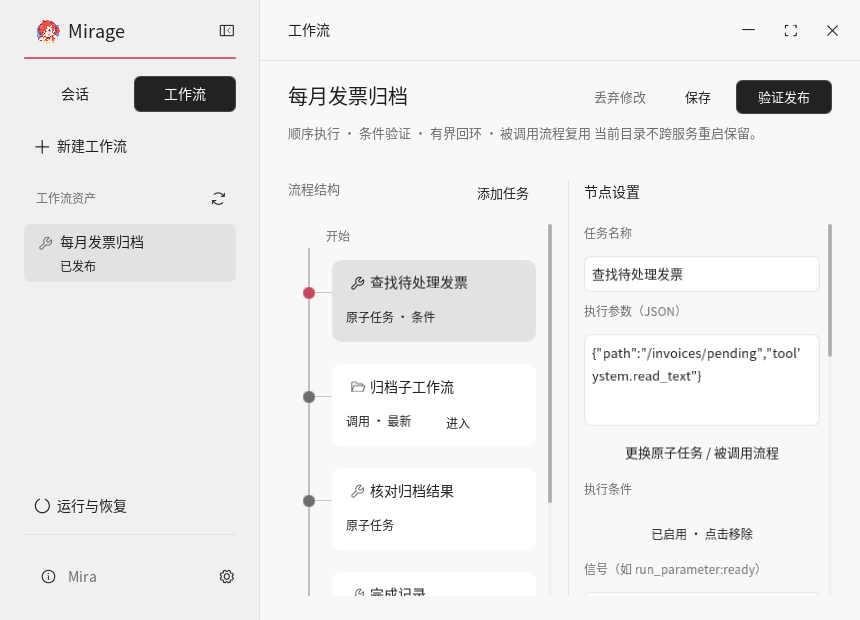 Mirage
会话
工作流
新建工作流
工作流资产
每月发票归档
已发布
运行与恢复
Mira
工作流
每月发票归档
丢弃修改
保存
验证发布
顺序执行 · 条件验证 · 有界回环 · 被调用流程复用 当前目录不跨服务重启保留。
流程结构
添加任务
开始
查找待处理发票
原子任务 · 条件
归档子工作流
调用 · 最新
进入
核对归档结果
原子任务
完成记录
节点设置
任务名称
查找待处理发票
执行参数（JSON）
{"path":"/invoices/pending","tool'
ystem.read_text"}
更换原子任务 / 被调用流程
执行条件
已启用 · 点击移除
信号（如 run_parameter:ready）